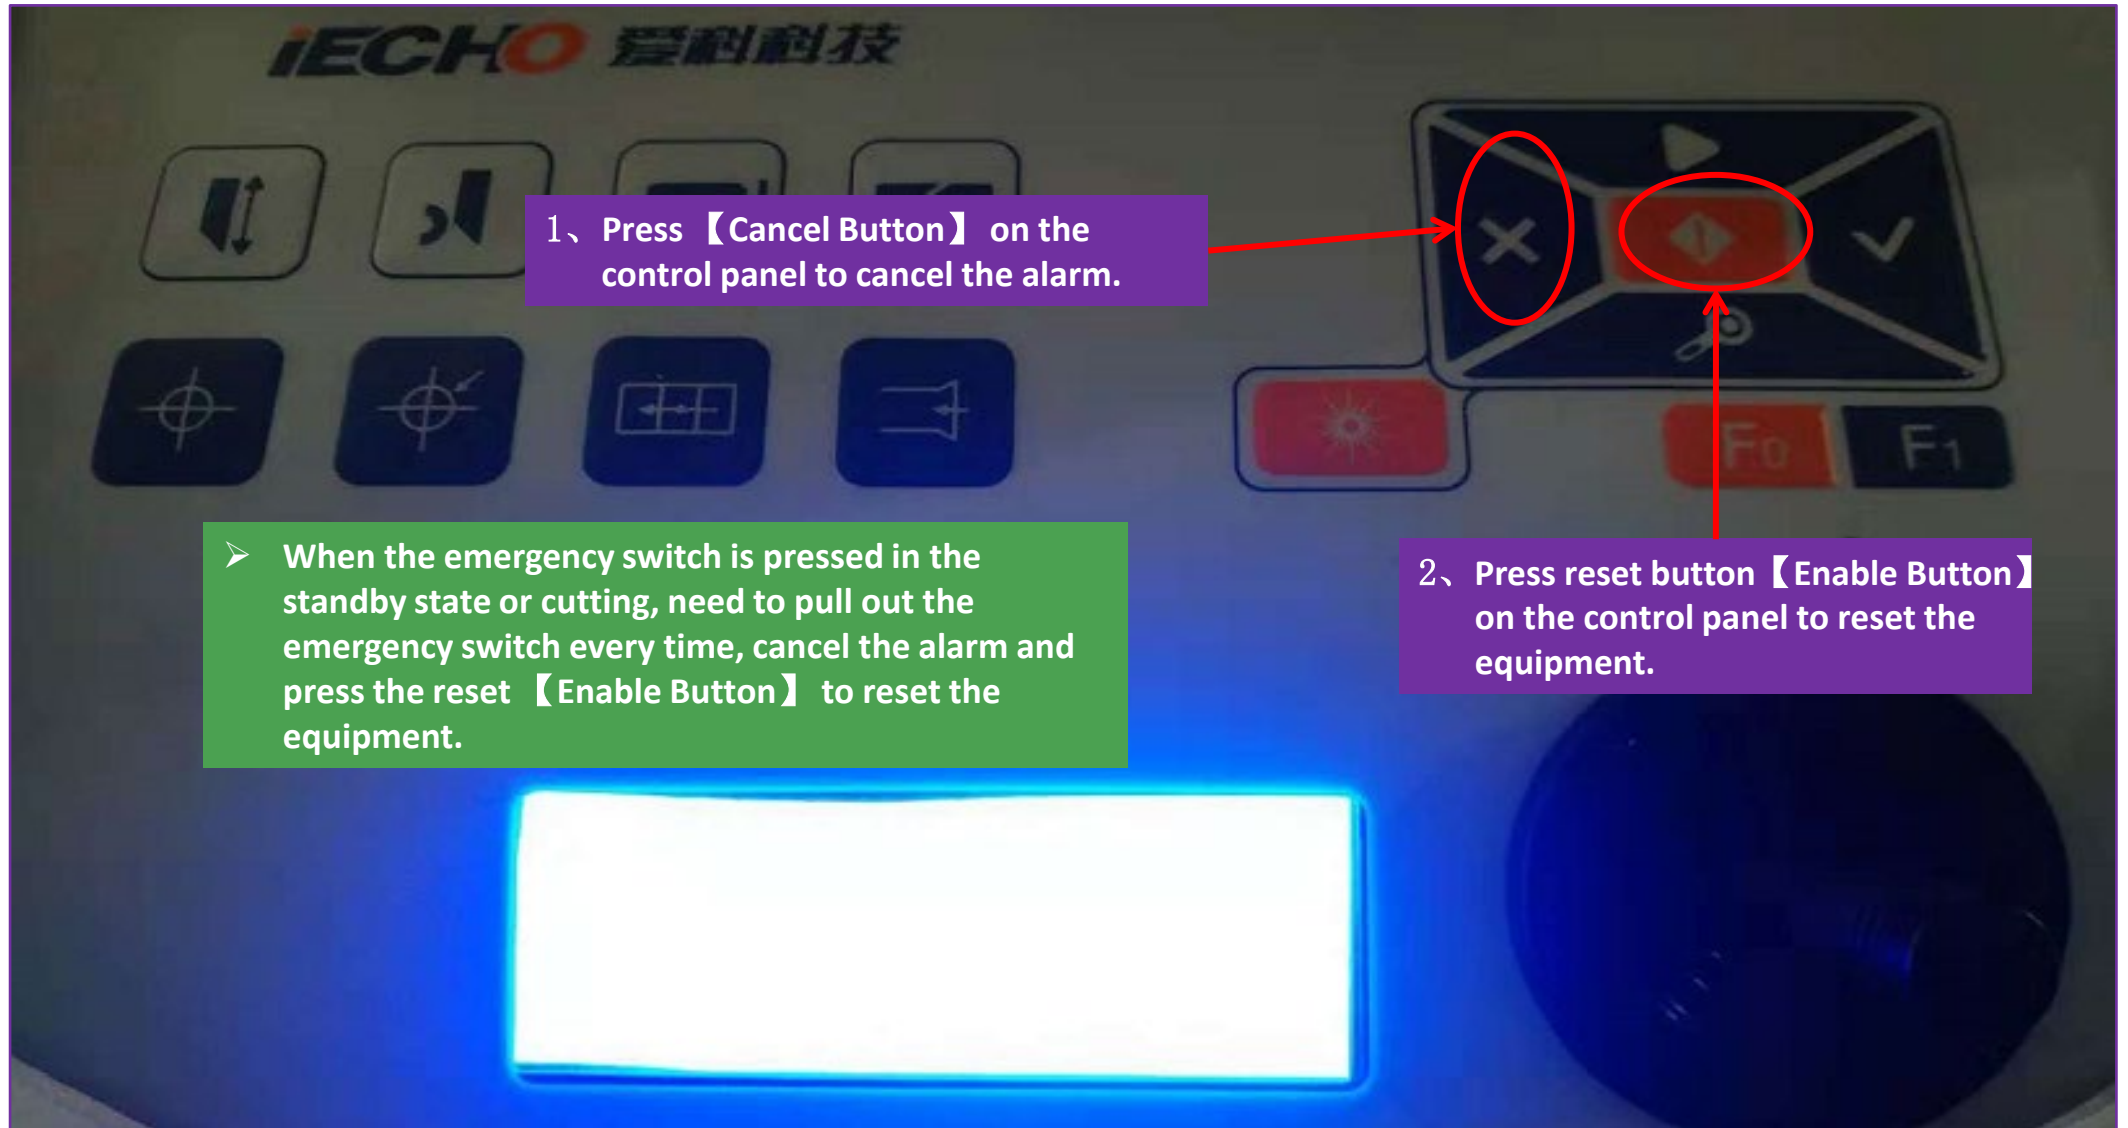 iECHO 爱科科技
1、Press 【Cancel Button】 on the
control panel to cancel the alarm.
F0 F1
➢ When the emergency switch is pressed in the
standby state or cutting, need to pull out the
emergency switch every time, cancel the alarm and
press the reset 【Enable Button】 to reset the
equipment.
2、Press reset button【Enable Button】
on the control panel to reset the
equipment.